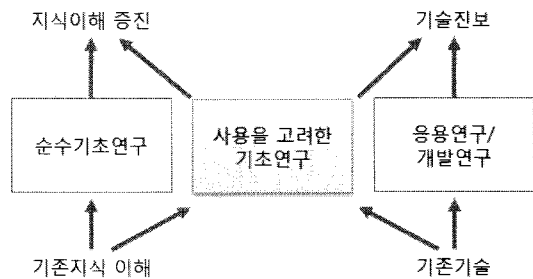 지식이해 증진
기술진보
순수기초연구
사용을 고려한
기초연구
응용연구/
개발연구
기존지식 이해
기존기술